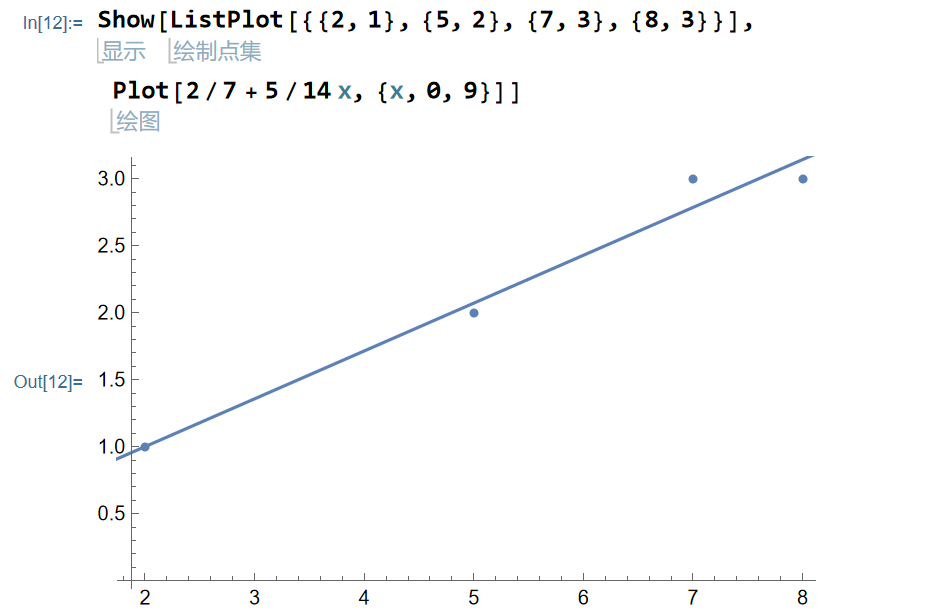 In[12]:= Show[ListPlot[{{2, 1}, {5, 2}, {7, 3}, {8, 3}}],
显示 绘制点集
Plot[2/7 + 5/14 x, {x, 0, 9}]]
绘图
3.0
2.5
2.0
Out[12]= 1.5
1.0
0.5
2 3 4 5 6 7 8